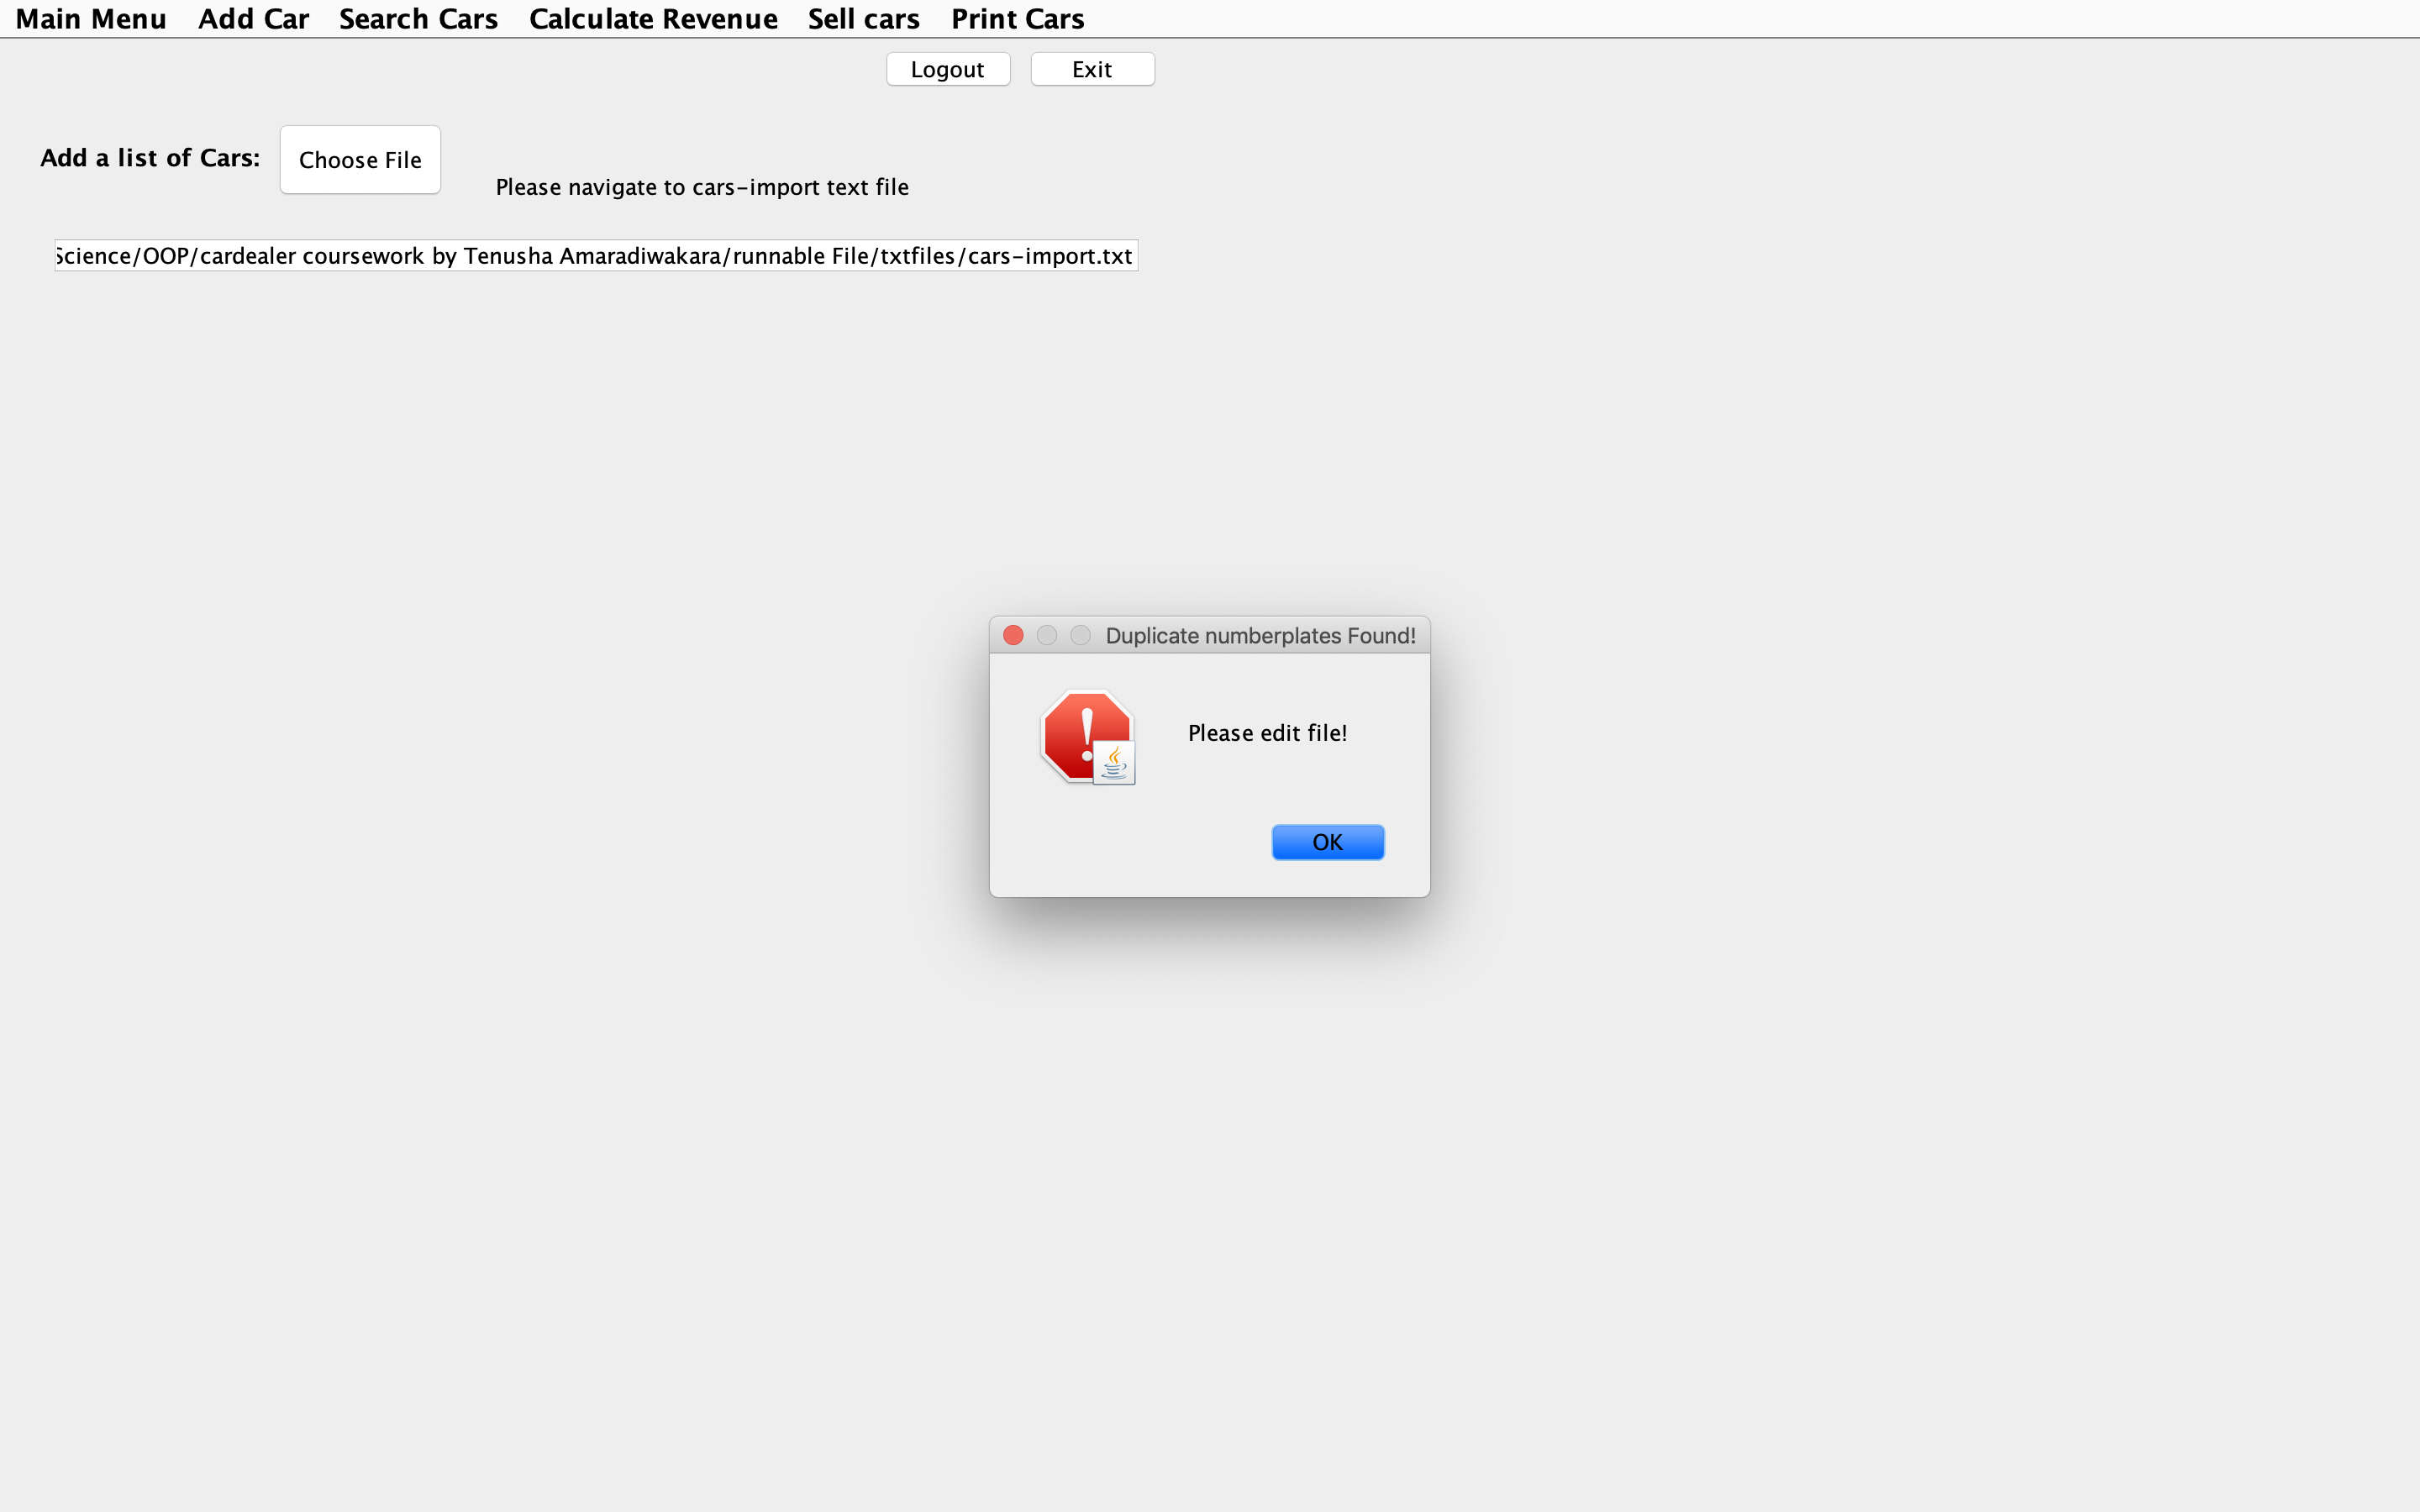 Main Menu Add Car Search Cars Calculate Revenue Sell cars Print Cars
Logout Exit
Add a list of Cars: Choose File
Please navigate to cars-import text file
Science/OOP/cardealer coursework by Tenusha Amaradiwakara/runnable File/txtfiles/cars-import.txt
Duplicate numberplates Found!
Please edit file!
OK